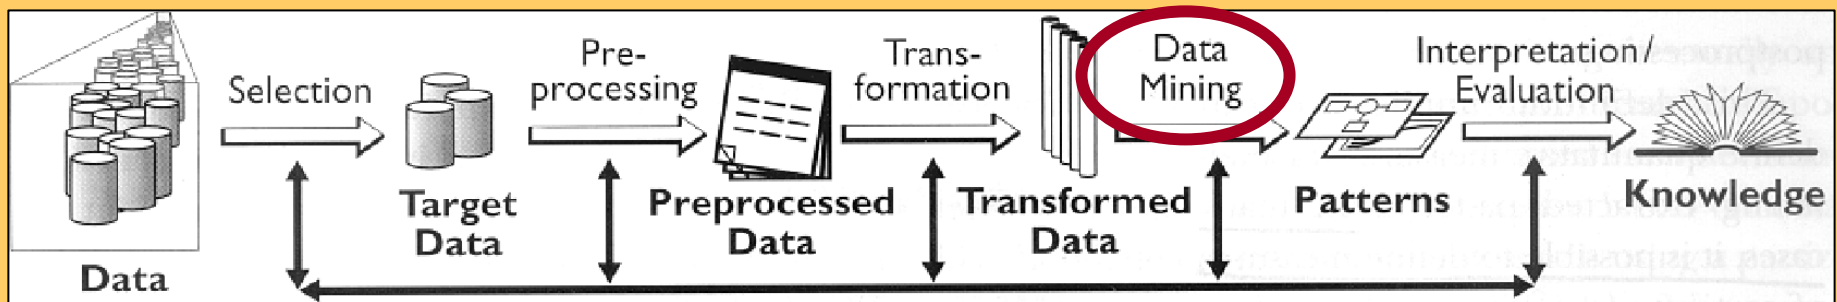 Selection
Pre-
processing
Trans-
formation
Data
Mining
Interpretation/
Evaluation
Data
Target
Data
Preprocessed
Data
Transformed
Data
Patterns
Knowledge